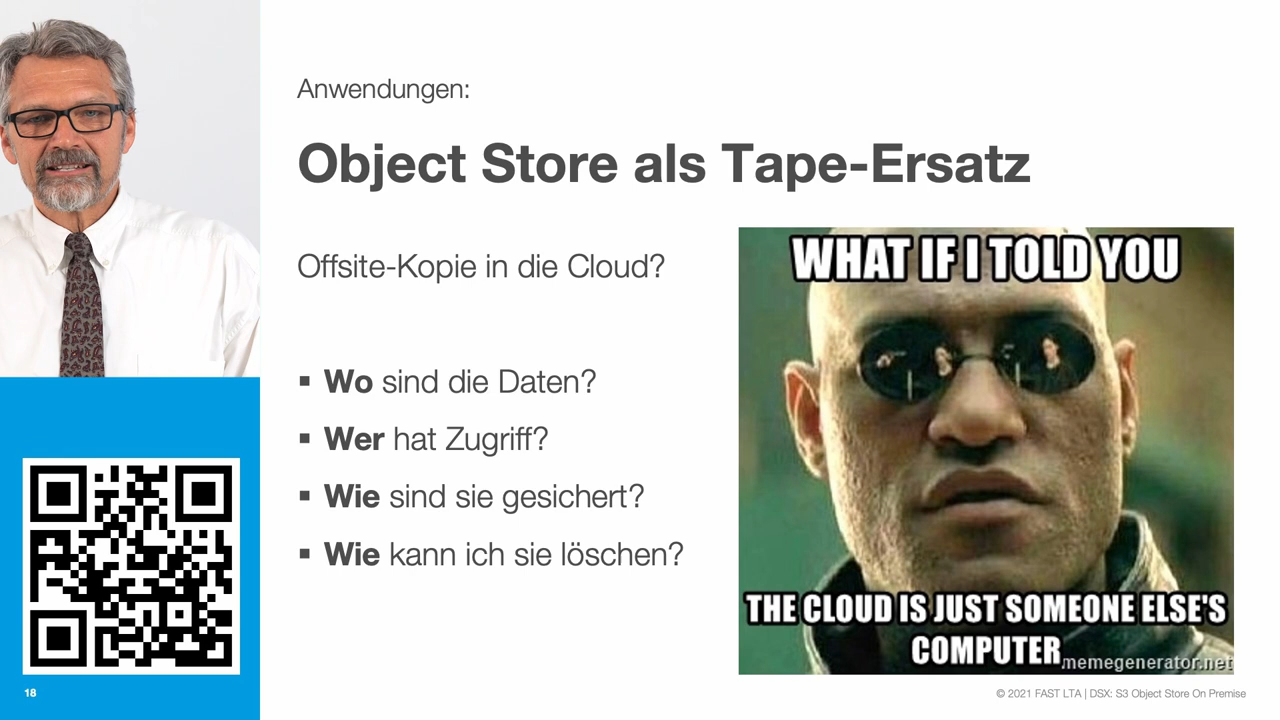 Anwendungen:
Object Store als Tape-Ersatz
Offsite-Kopie in die Cloud?
▪ Wo sind die Daten?
▪ Wer hat Zugriff?
▪ Wie sind sie gesichert?
▪ Wie kann ich sie löschen?
WHAT IF I TOLD YOU
THE CLOUD IS JUST SOMEONE ELSE'S
COMPUTER
memegenerator.net
18
© 2021 FAST LTA | DSX: S3 Object Store On Premise